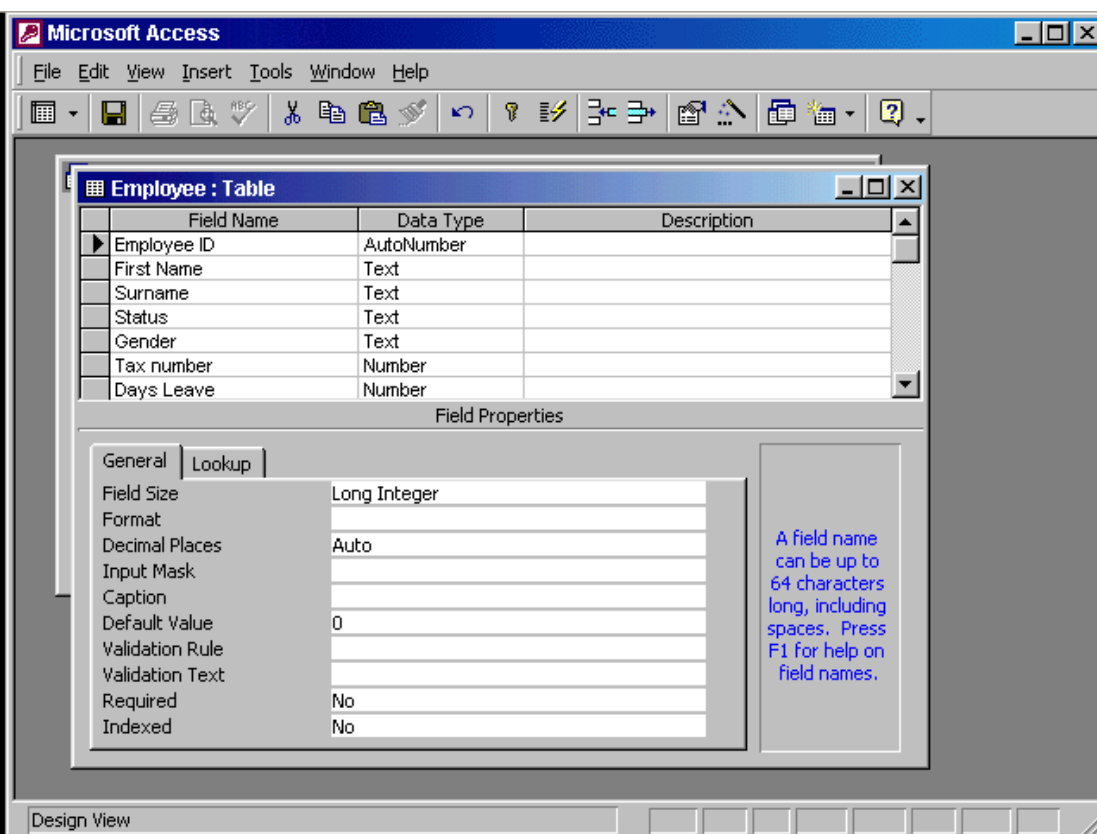 Microsoft Access
File Edit View Insert Tools Window Help
ABC
Employee : Table
Field Name Data Type Description
Employee ID AutoNumber
First Name Text
Surname Text
Status Text
Gender Text
Tax number Number
Days Leave Number
Field Properties
General Lookup
Field Size Long Integer
Format
Decimal Places Auto
Input Mask
Caption
Default Value 0
Validation Rule
Validation Text
Required No
Indexed No
A field name
can be up to
64 characters
long, including
spaces. Press
F1 for help on
field names.
Design View